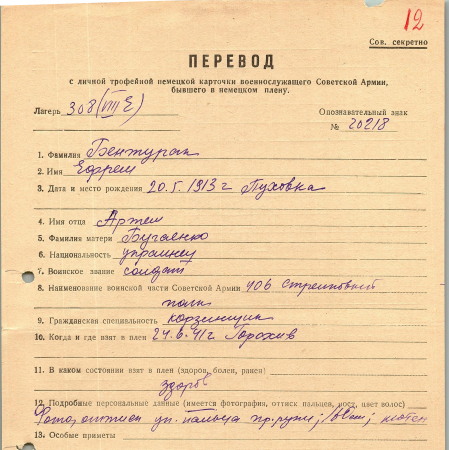 12
Сов. секретно
ПЕРЕВОД
с личной трофейной немецкой карточки военнослужащего Советской Армии,
бывшего в немецком плену.
Лагерь 308 (VIII E) Опознавательный знак
№ 20218
1. Фамилия Бентурак
2. Имя Ефрем
3. Дата и место рождения 20.5.1913 г Пуховка
4. Имя отца Артем
5. Фамилия матери Бугаенко
6. Национальность украинец
7. Воинское звание солдат
8. Наименование воинской части Советской Армии 406 стрелковый
полк
9. Гражданская специальность корзинщик
10. Когда и где взят в плен 24.6.41 г Горохив
11. В каком состоянии взят в плен (здоров, болен, ранен)
здоров
12. Подробные персональные данные (имеется фотография, оттиск пальцев, рост, цвет волос)
Фото, оттиск ук. пальца пр. руки;
13. Особые приметы